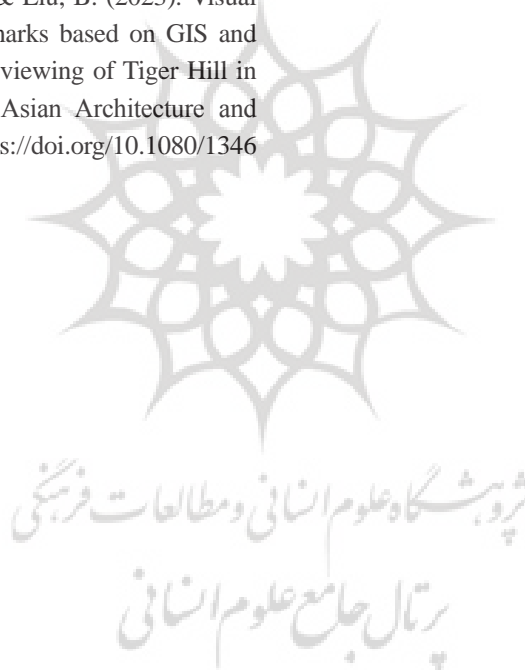 & Liu, B. (2023). Visual
marks based on GIS and
viewing of Tiger Hill in
Asian Architecture and
s://doi.org/10.1080/1346
پژوهشگاه علوم انسانی و مطالعات فرهنگی
پرتال جامع علوم انسانی